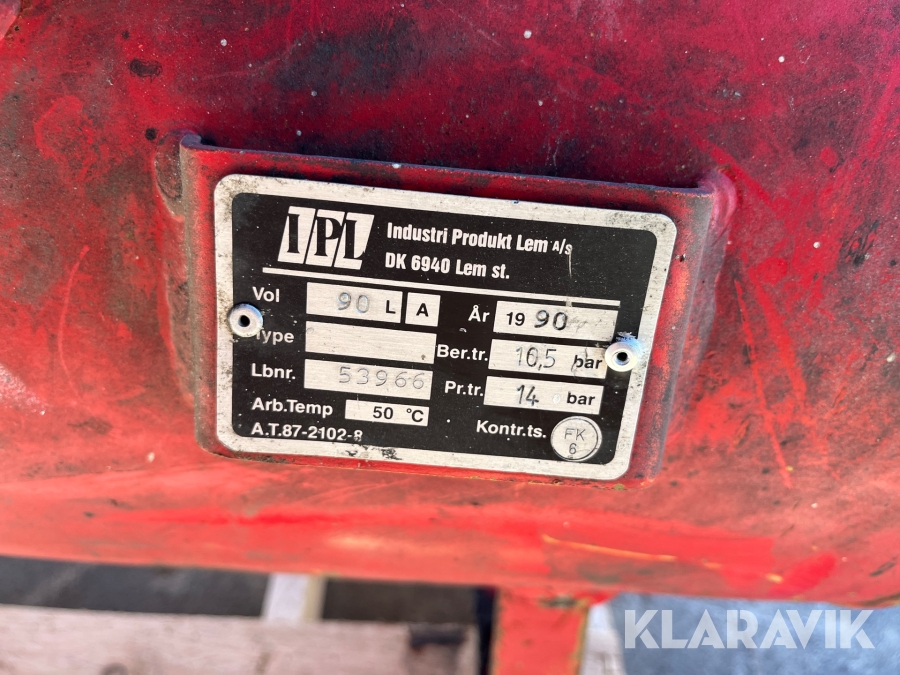 IPL
Industri Produkt Lem A/s
DK 6940 Lem st.
Vol 90 L A
År 19 90
Type
Ber.tr. 10,5 bar
Lbnr. 53966
Pr.tr. 14 bar
Arb.Temp 50 °C
Kontr.ts. FK 6
A.T.87-2102-8
KLARAVIK